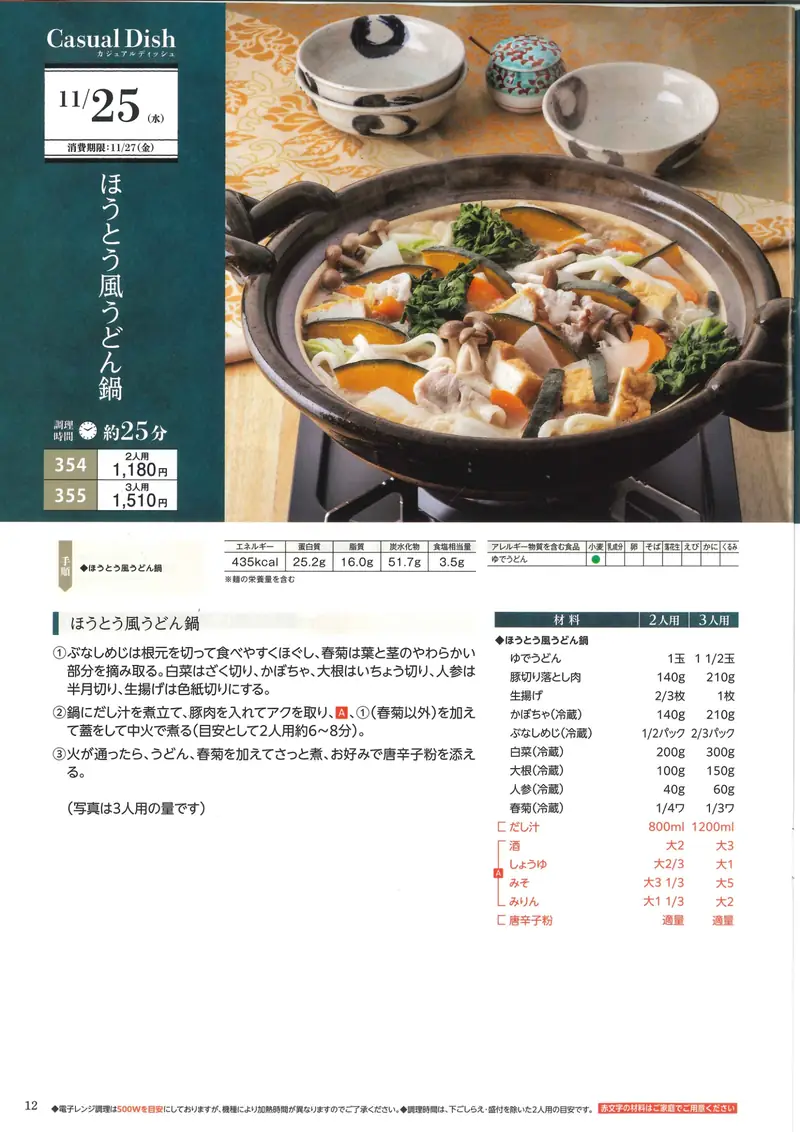 Casual Dish
カジュアルディッシュ
11/25(水)
消費期限:11/27(金)
ほうとう風うどん鍋
調理時間 約25分
354 2人用 1,180円
355 3人用 1,510円
手順
◆ほうとう風うどん鍋
エネルギー 蛋白質 脂質 炭水化物 食塩相当量
435kcal 25.2g 16.0g 51.7g 3.5g
※麺の栄養量を含む
アレルギー物質を含む食品 小麦 乳成分 卵 そば 落花生 えび かに くるみ
ゆでうどん ●
ほうとう風うどん鍋
①ぶなしめじは根元を切って食べやすくほぐし、春菊は葉と茎のやわらかい
部分を摘み取る。白菜はざく切り、かぼちゃ、大根はいちょう切り、人参は
半月切り、生揚げは色紙切りにする。
②鍋にだし汁を煮立て、豚肉を入れてアクを取り、A、①(春菊以外)を加え
て蓋をして中火で煮る(目安として2人用約6〜8分)。
③火が通ったら、うどん、春菊を加えてさっと煮、お好みで唐辛子粉を添え
る。
(写真は3人用の量です)
材料 2人用 3人用
◆ほうとう風うどん鍋
ゆでうどん 1玉 1 1/2玉
豚切り落とし肉 140g 210g
生揚げ 2/3枚 1枚
かぼちゃ(冷蔵) 140g 210g
ぶなしめじ(冷蔵) 1/2パック 2/3パック
白菜(冷蔵) 200g 300g
大根(冷蔵) 100g 150g
人参(冷蔵) 40g 60g
春菊(冷蔵) 1/4ワ 1/3ワ
だし汁 800ml 1200ml
酒 大2 大3
しょうゆ 大2/3 大1
A
みそ 大3 1/3 大5
みりん 大1 1/3 大2
唐辛子粉 適量 適量
12 ◆電子レンジ調理は500Wを目安にしておりますが、機種により加熱時間が異なりますのでご了承ください。◆調理時間は、下ごしらえ・盛付を除いた2人用の目安です。 赤文字の材料はご家庭でご用意ください